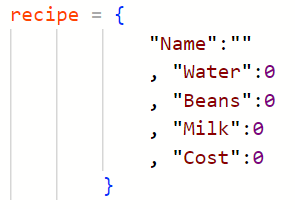 recipe = {
"Name":""
, "Water":0
, "Beans":0
, "Milk":0
, "Cost":0
}